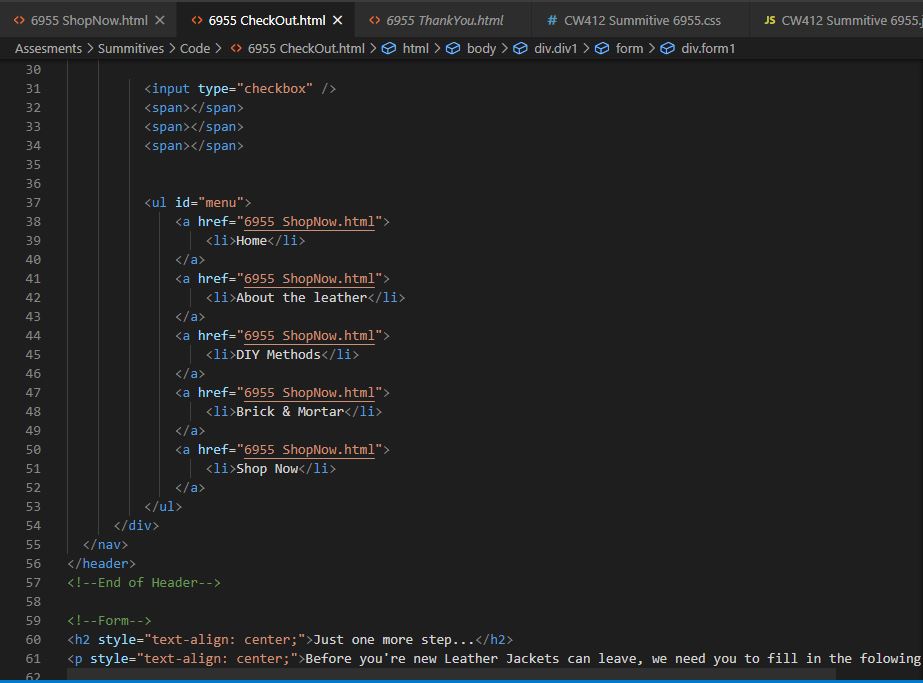 6955 ShopNow.html 6955 CheckOut.html 6955 ThankYou.html # CW412 Summitive 6955.css JS CW412 Summitive 6955.j
Assesments > Summitives > Code > 6955 CheckOut.html > html > body > div.div1 > form > div.form1
30
31 <input type="checkbox" />
32 <span></span>
33 <span></span>
34 <span></span>
35
36
37 <ul id="menu">
38 <a href="6955 ShopNow.html">
39 <li>Home</li>
40 </a>
41 <a href="6955 ShopNow.html">
42 <li>About the leather</li>
43 </a>
44 <a href="6955 ShopNow.html">
45 <li>DIY Methods</li>
46 </a>
47 <a href="6955 ShopNow.html">
48 <li>Brick & Mortar</li>
49 </a>
50 <a href="6955 ShopNow.html">
51 <li>Shop Now</li>
52 </a>
53 </ul>
54 </div>
55 </nav>
56 </header>
57 <!--End of Header-->
58
59 <!--Form-->
60 <h2 style="text-align: center;">Just one more step...</h2>
61 <p style="text-align: center;">Before you're new Leather Jackets can leave, we need you to fill in the folowing
62